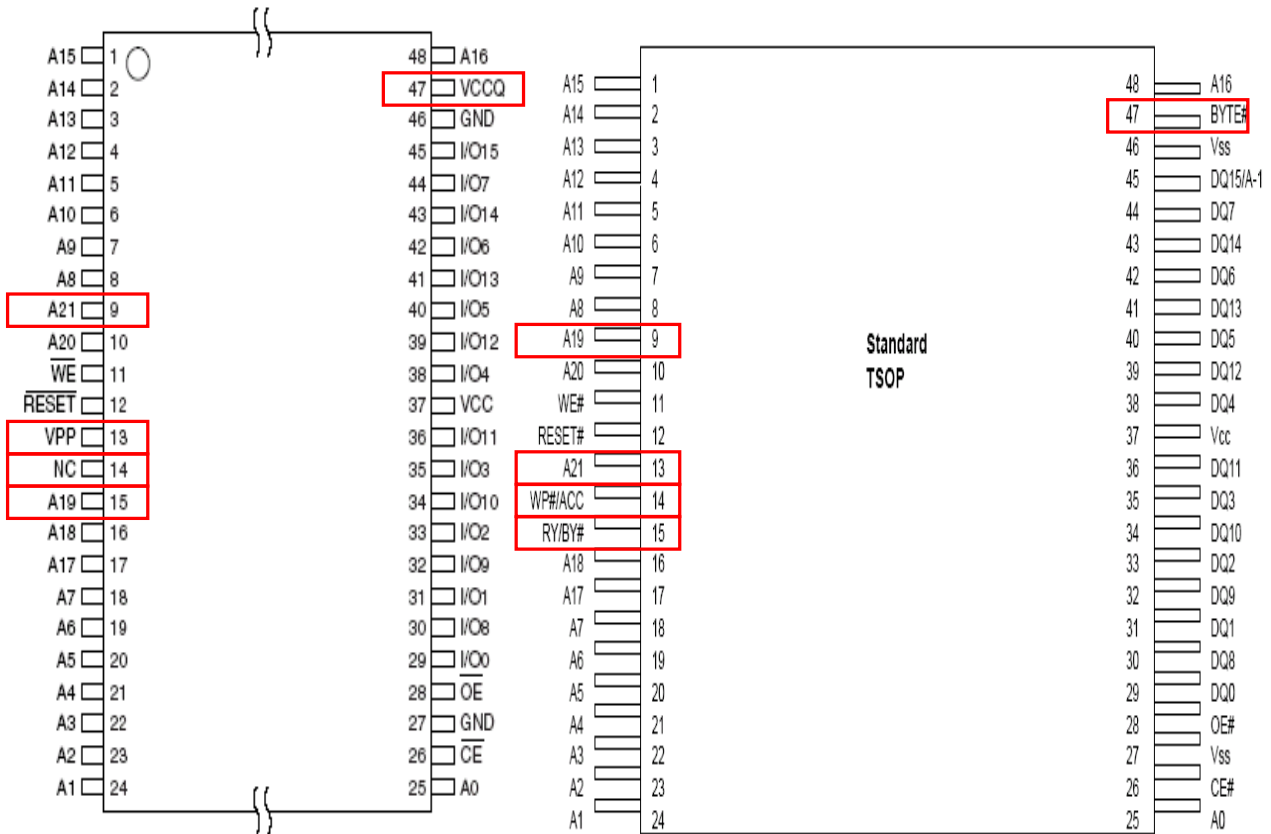 A15 1 48 A16
A14 2 47 VCCQ
A13 3 46 GND
A12 4 45 I/O15
A11 5 44 I/O7
A10 6 43 I/O14
A9 7 42 I/O6
A8 8 41 I/O13
A21 9 40 I/O5
A20 10 39 I/O12
WE 11 38 I/O4
RESET 12 37 VCC
VPP 13 36 I/O11
NC 14 35 I/O3
A19 15 34 I/O10
A18 16 33 I/O2
A17 17 32 I/O9
A7 18 31 I/O1
A6 19 30 I/O8
A5 20 29 I/O0
A4 21 28 OE
A3 22 27 GND
A2 23 26 CE
A1 24 25 A0
A15 1 48 A16
A14 2 47 BYTE#
A13 3 46 Vss
A12 4 45 DQ15/A-1
A11 5 44 DQ7
A10 6 43 DQ14
A9 7 42 DQ6
A8 8 41 DQ13
A19 9 40 DQ5
A20 10 39 DQ12
WE# 11 38 DQ4
RESET# 12 37 Vcc
A21 13 36 DQ11
WP#/ACC 14 35 DQ3
RY/BY# 15 34 DQ10
A18 16 33 DQ2
A17 17 32 DQ9
A7 18 31 DQ1
A6 19 30 DQ8
A5 20 29 DQ0
A4 21 28 OE#
A3 22 27 Vss
A2 23 26 CE#
A1 24 25 A0
Standard
TSOP